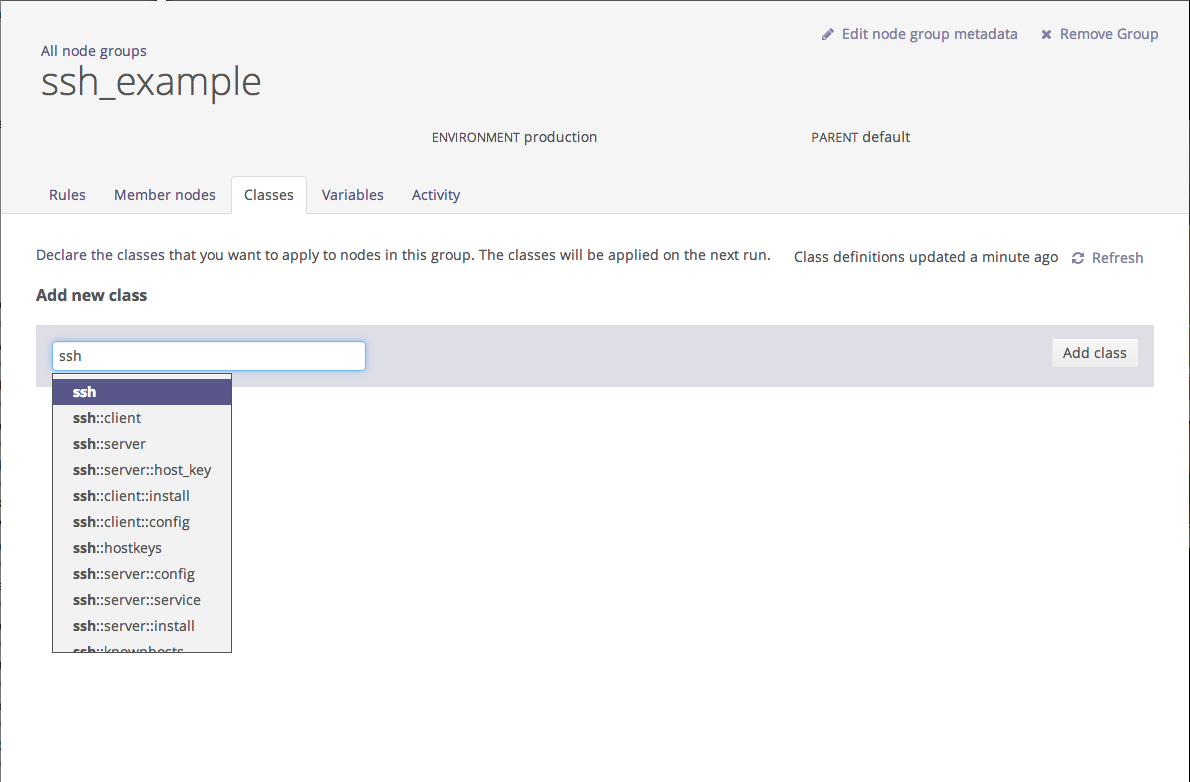 Edit node group metadata Remove Group
All node groups
ssh_example
ENVIRONMENT production PARENT default
Rules Member nodes Classes Variables Activity
Declare the classes that you want to apply to nodes in this group. The classes will be applied on the next run. Class definitions updated a minute ago Refresh
Add new class
ssh Add class
ssh
ssh::client
ssh::server
ssh::server::host_key
ssh::client::install
ssh::client::config
ssh::hostkeys
ssh::server::config
ssh::server::service
ssh::server::install
ssh::knownhosts